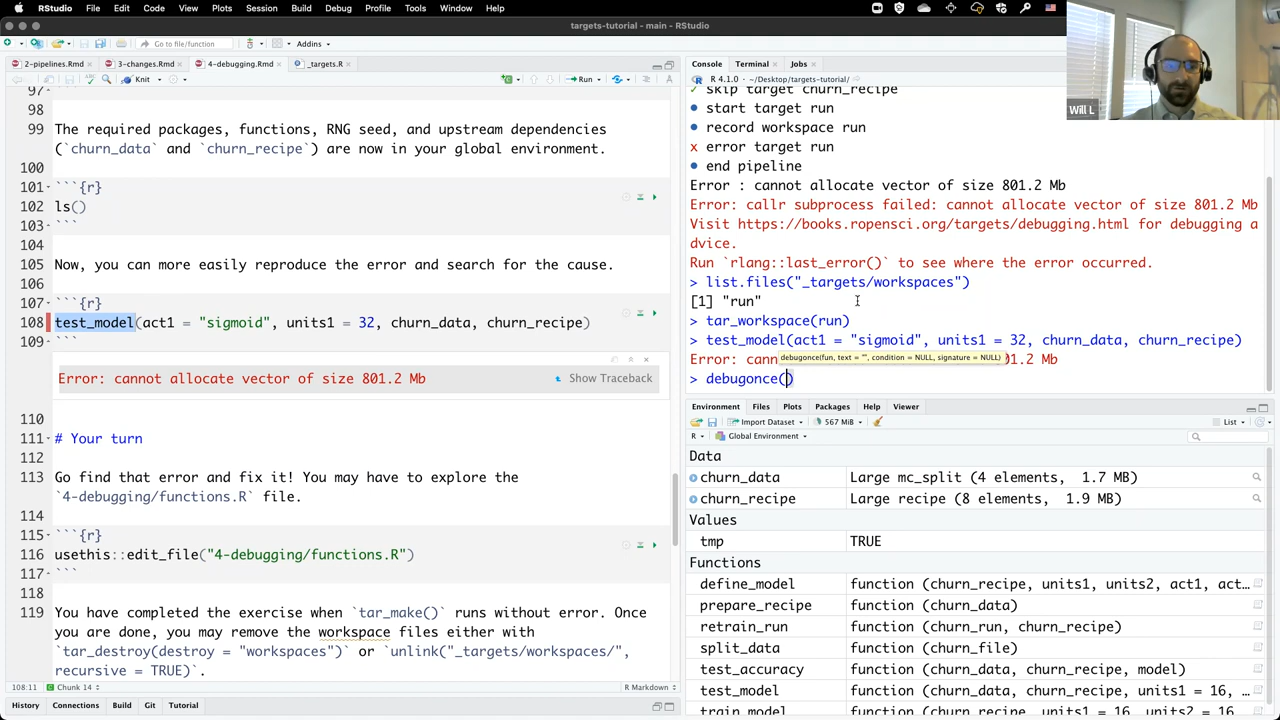 RStudio File Edit Code View Plots Session Build Debug Profile Tools Window Help
targets-tutorial - main - RStudio
Go to file/function Addins
2-pipelines.Rmd 3-changes.Rmd 4-debugging.Rmd _targets.R
Knit Run
97
98
99 The required packages, functions, RNG seed, and upstream dependencies
(`churn_data` and `churn_recipe`) are now in your global environment.
100
101 ```{r}
102 ls()
103 ```
104
105 Now, you can more easily reproduce the error and search for the cause.
106
107 ```{r}
108 test_model(act1 = "sigmoid", units1 = 32, churn_data, churn_recipe)
109 ```
Error: cannot allocate vector of size 801.2 Mb
Show Traceback
110
111 # Your turn
112
113 Go find that error and fix it! You may have to explore the
`4-debugging/functions.R` file.
114
115 ```{r}
116 usethis::edit_file("4-debugging/functions.R")
117 ```
118
119 You have completed the exercise when `tar_make()` runs without error. Once
you are done, you may remove the workspace files either with
`tar_destroy(destroy = "workspaces")` or `unlink("_targets/workspaces/",
recursive = TRUE)`.
108:11 Chunk 14 R Markdown
History Connections Build Git Tutorial
Console Terminal Jobs
R 4.1.0 · ~/Desktop/targets-tutorial/
✓ skip target churn_recipe
● start target run
● record workspace run
x error target run
● end pipeline
Error : cannot allocate vector of size 801.2 Mb
Error: callr subprocess failed: cannot allocate vector of size 801.2 Mb
Visit https://books.ropensci.org/targets/debugging.html for debugging a
dvice.
Run `rlang::last_error()` to see where the error occurred.
> list.files("_targets/workspaces")
[1] "run"
> tar_workspace(run)
> test_model(act1 = "sigmoid", units1 = 32, churn_data, churn_recipe)
Error: cann
debugonce(fun, text = "", condition = NULL, signature = NULL)
01.2 Mb
> debugonce()
Environment Files Plots Packages Help Viewer
Import Dataset 567 MiB List
R Global Environment
Data
churn_data Large mc_split (4 elements, 1.7 MB)
churn_recipe Large recipe (8 elements, 1.9 MB)
Values
tmp TRUE
Functions
define_model function (churn_recipe, units1, units2, act1, act…
prepare_recipe function (churn_data)
retrain_run function (churn_run, churn_recipe)
split_data function (churn_file)
test_accuracy function (churn_data, churn_recipe, model)
test_model function (churn_data, churn_recipe, units1 = 16, …
train_model function (churn_recipe, units1 = 16, units2 = 16,
Will L